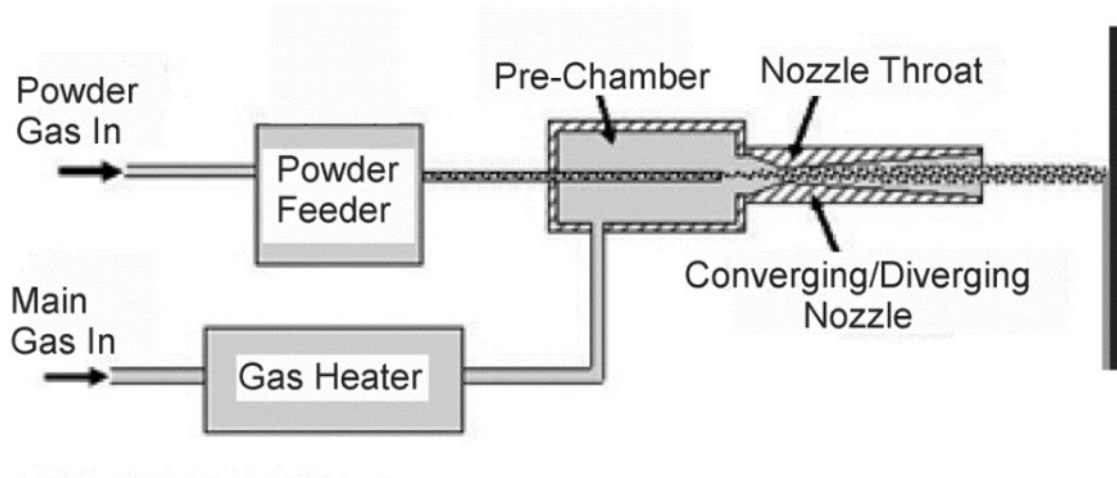 Powder
Gas In
Powder
Feeder
Pre-Chamber
Nozzle Throat
Converging/Diverging
Nozzle
Main
Gas In
Gas Heater